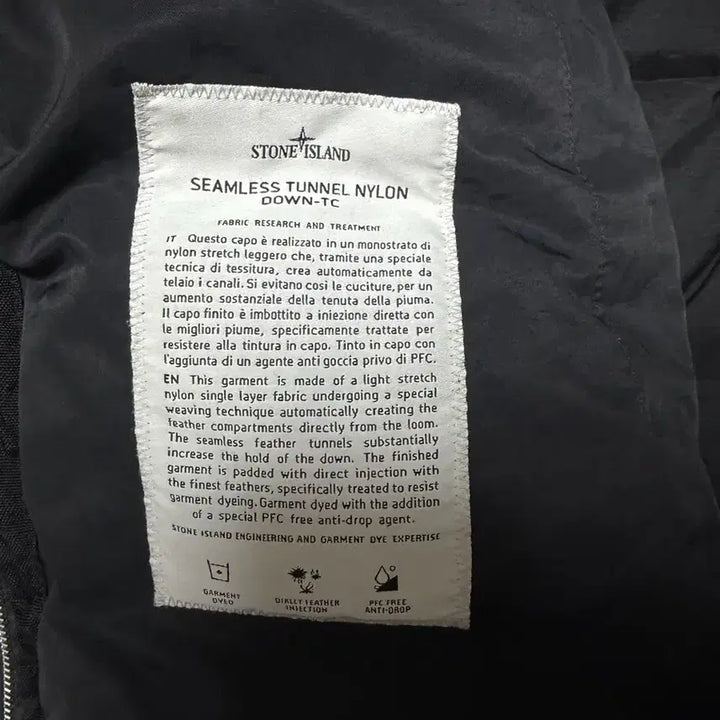 STONE ISLAND
SEAMLESS TUNNEL NYLON
DOWN-TC
FABRIC RESEARCH AND TREATMENT
IT Questo capo è realizzato in un monostrato di
nylon stretch leggero che, tramite una speciale
tecnica di tessitura, crea automaticamente da
telaio i canali. Si evitano così le cuciture, per un
aumento sostanziale della tenuta della piuma.
Il capo finito è imbottito a iniezione diretta con
le migliori piume, specificamente trattate per
resistere alla tintura in capo. Tinto in capo con
l'aggiunta di un agente anti goccia privo di PFC.
EN This garment is made of a light stretch
nylon single layer fabric undergoing a special
weaving technique automatically creating the
feather compartments directly from the loom.
The seamless feather tunnels substantially
increase the hold of the down. The finished
garment is padded with direct injection with
the finest feathers, specifically treated to resist
garment dyeing. Garment dyed with the addition
of a special PFC free anti-drop agent.
STONE ISLAND ENGINEERING AND GARMENT DYE EXPERTISE
GARMENT
DYED
DIRECT FEATHER
INJECTION
PFC FREE
ANTI-DROP